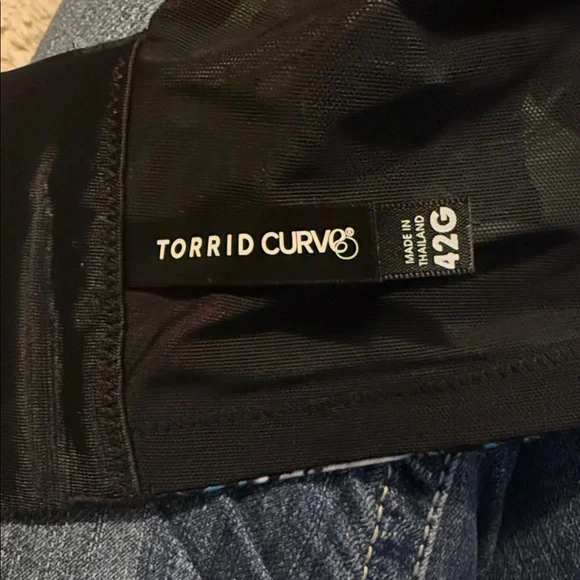 TORRID CURVE®
MADE IN
THAILAND
42G